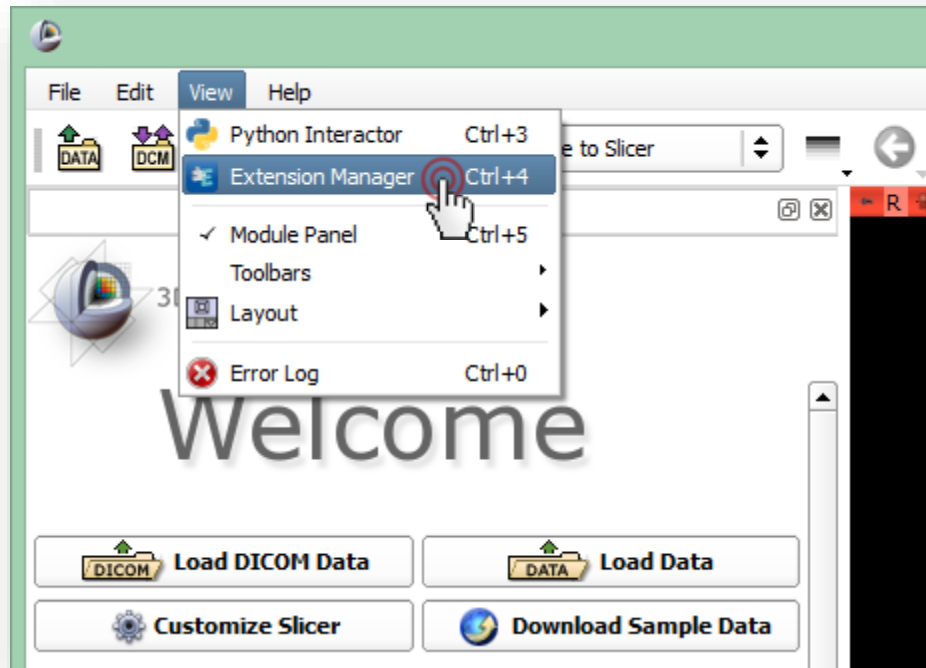 File Edit View Help
DATA DCM Python Interactor Ctrl+3 e to Slicer
Extension Manager Ctrl+4
R
Module Panel Ctrl+5
Toolbars
3D
Layout
Error Log Ctrl+0
Welcome
DICOM Load DICOM Data DATA Load Data
Customize Slicer Download Sample Data